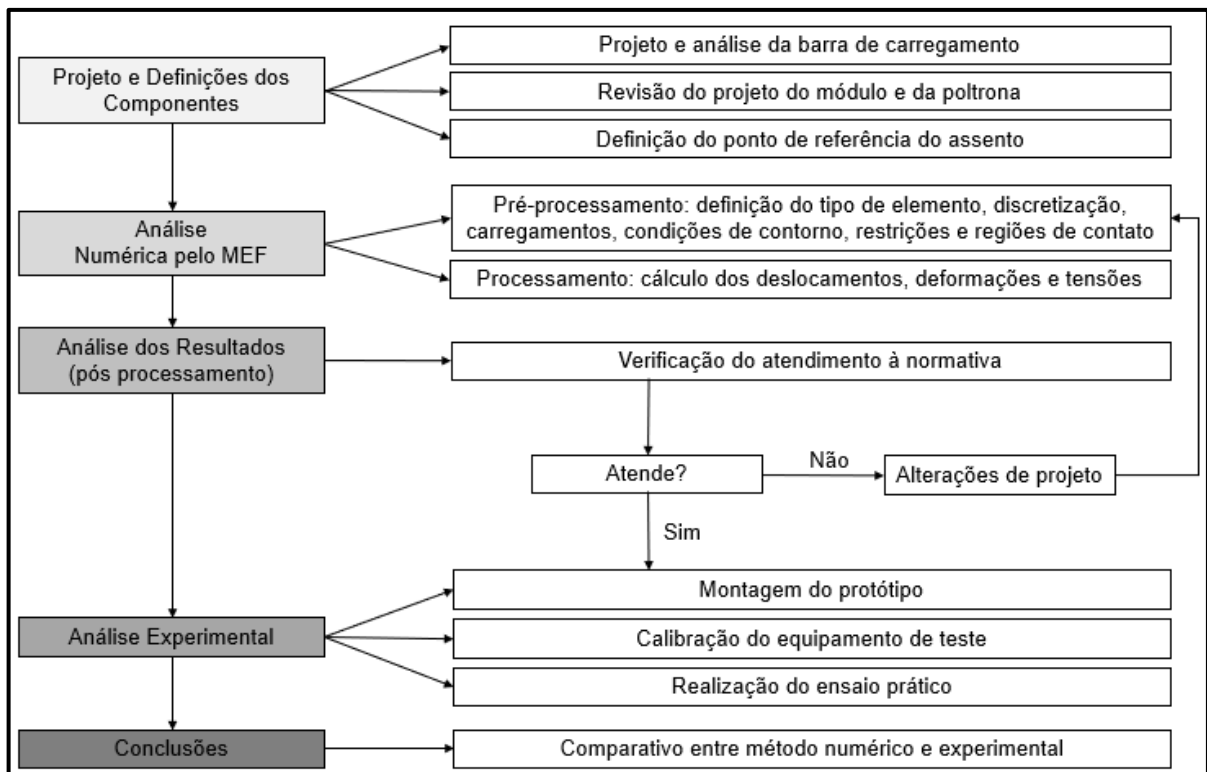 Projeto e Definições dos
Componentes
Projeto e análise da barra de carregamento
Revisão do projeto do módulo e da poltrona
Definição do ponto de referência do assento
Análise
Numérica pelo MEF
Pré-processamento: definição do tipo de elemento, discretização,
carregamentos, condições de contorno, restrições e regiões de contato
Processamento: cálculo dos deslocamentos, deformações e tensões
Análise dos Resultados
(pós processamento)
Verificação do atendimento à normativa
Atende?
Não
Alterações de projeto
Sim
Análise Experimental
Montagem do protótipo
Calibração do equipamento de teste
Realização do ensaio prático
Conclusões
Comparativo entre método numérico e experimental